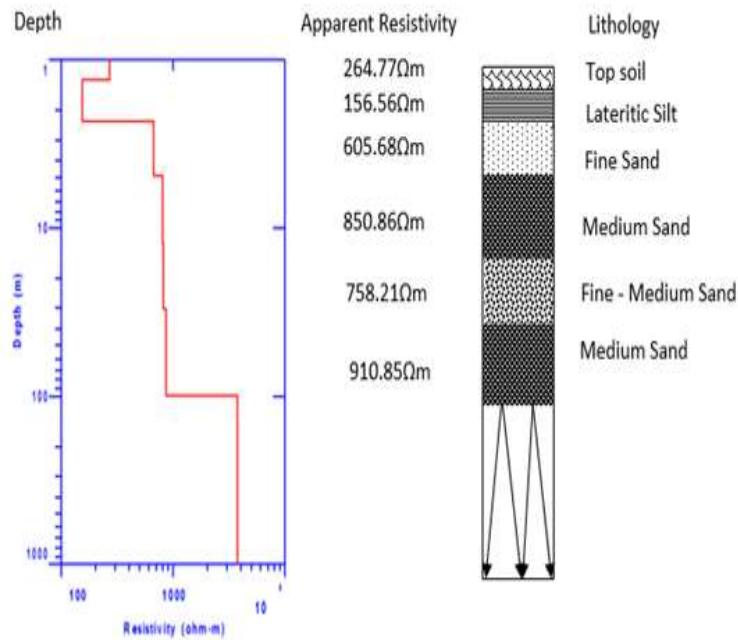 Depth
Apparent Resistivity
Lithology
1
10
100
1000
Depth (m)
100
1000
10
Resistivity (ohm-m)
264.77Ωm
156.56Ωm
605.68Ωm
850.86Ωm
758.21Ωm
910.85Ωm
Top soil
Lateritic Silt
Fine Sand
Medium Sand
Fine - Medium Sand
Medium Sand